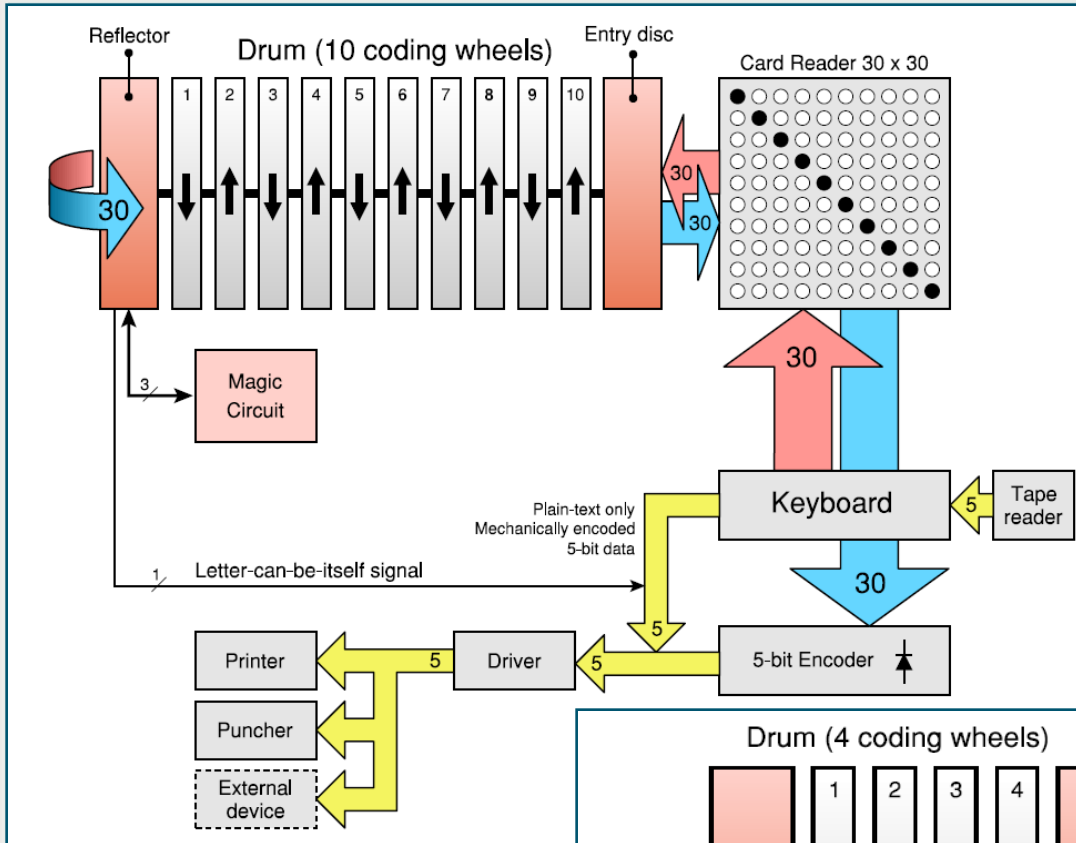 Reflector
Drum (10 coding wheels)
Entry disc
Card Reader 30 x 30
1 2 3 4 5 6 7 8 9 10
30
30
30
30
3
Magic
Circuit
Plain-text only
Mechanically encoded
5-bit data
Keyboard
5
Tape
reader
1
Letter-can-be-itself signal
30
5
Printer
5
Driver
5
5-bit Encoder
Puncher
External
device
Drum (4 coding wheels)
1 2 3 4